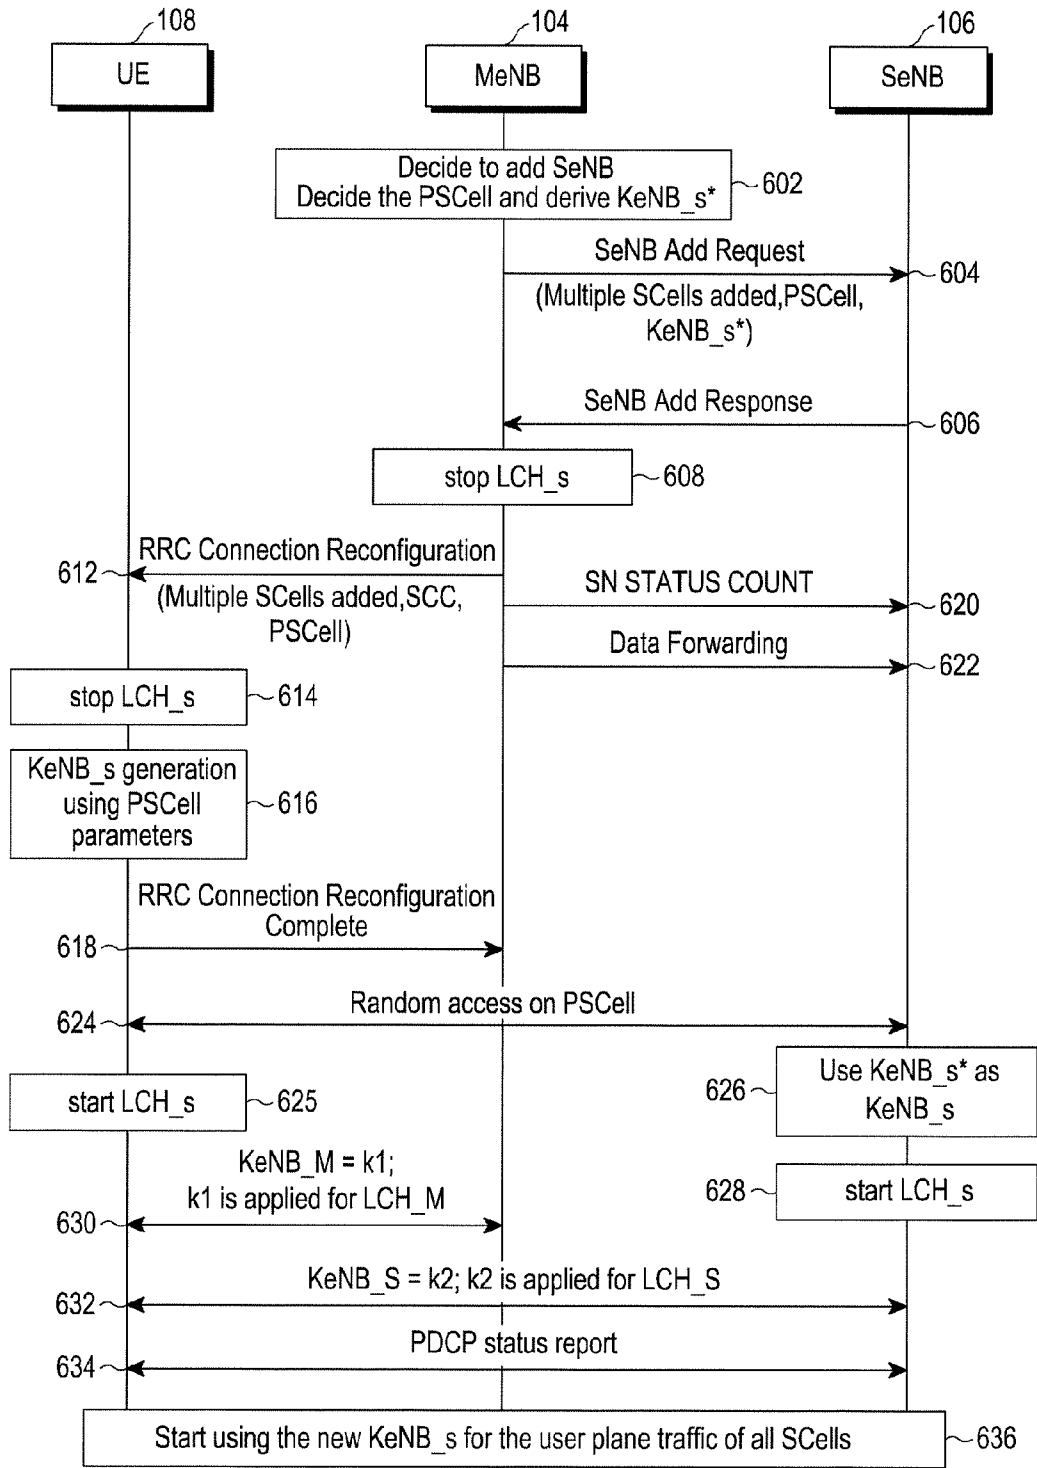 108
104
106
UE
MeNB
SeNB
Decide to add SeNB
Decide the PSCell and derive KeNB_s*
602
SeNB Add Request
604
(Multiple SCells added,PSCell,
KeNB_s*)
SeNB Add Response
606
stop LCH_s
608
RRC Connection Reconfiguration
612
(Multiple SCells added,SCC,
PSCell)
SN STATUS COUNT
620
Data Forwarding
622
stop LCH_s
614
KeNB_s generation
using PSCell
parameters
616
RRC Connection Reconfiguration
Complete
618
Random access on PSCell
624
Use KeNB_s* as
KeNB_s
626
start LCH_s
625
KeNB_M = k1;
k1 is applied for LCH_M
630
start LCH_s
628
KeNB_S = k2; k2 is applied for LCH_S
632
PDCP status report
634
Start using the new KeNB_s for the user plane traffic of all SCells
636